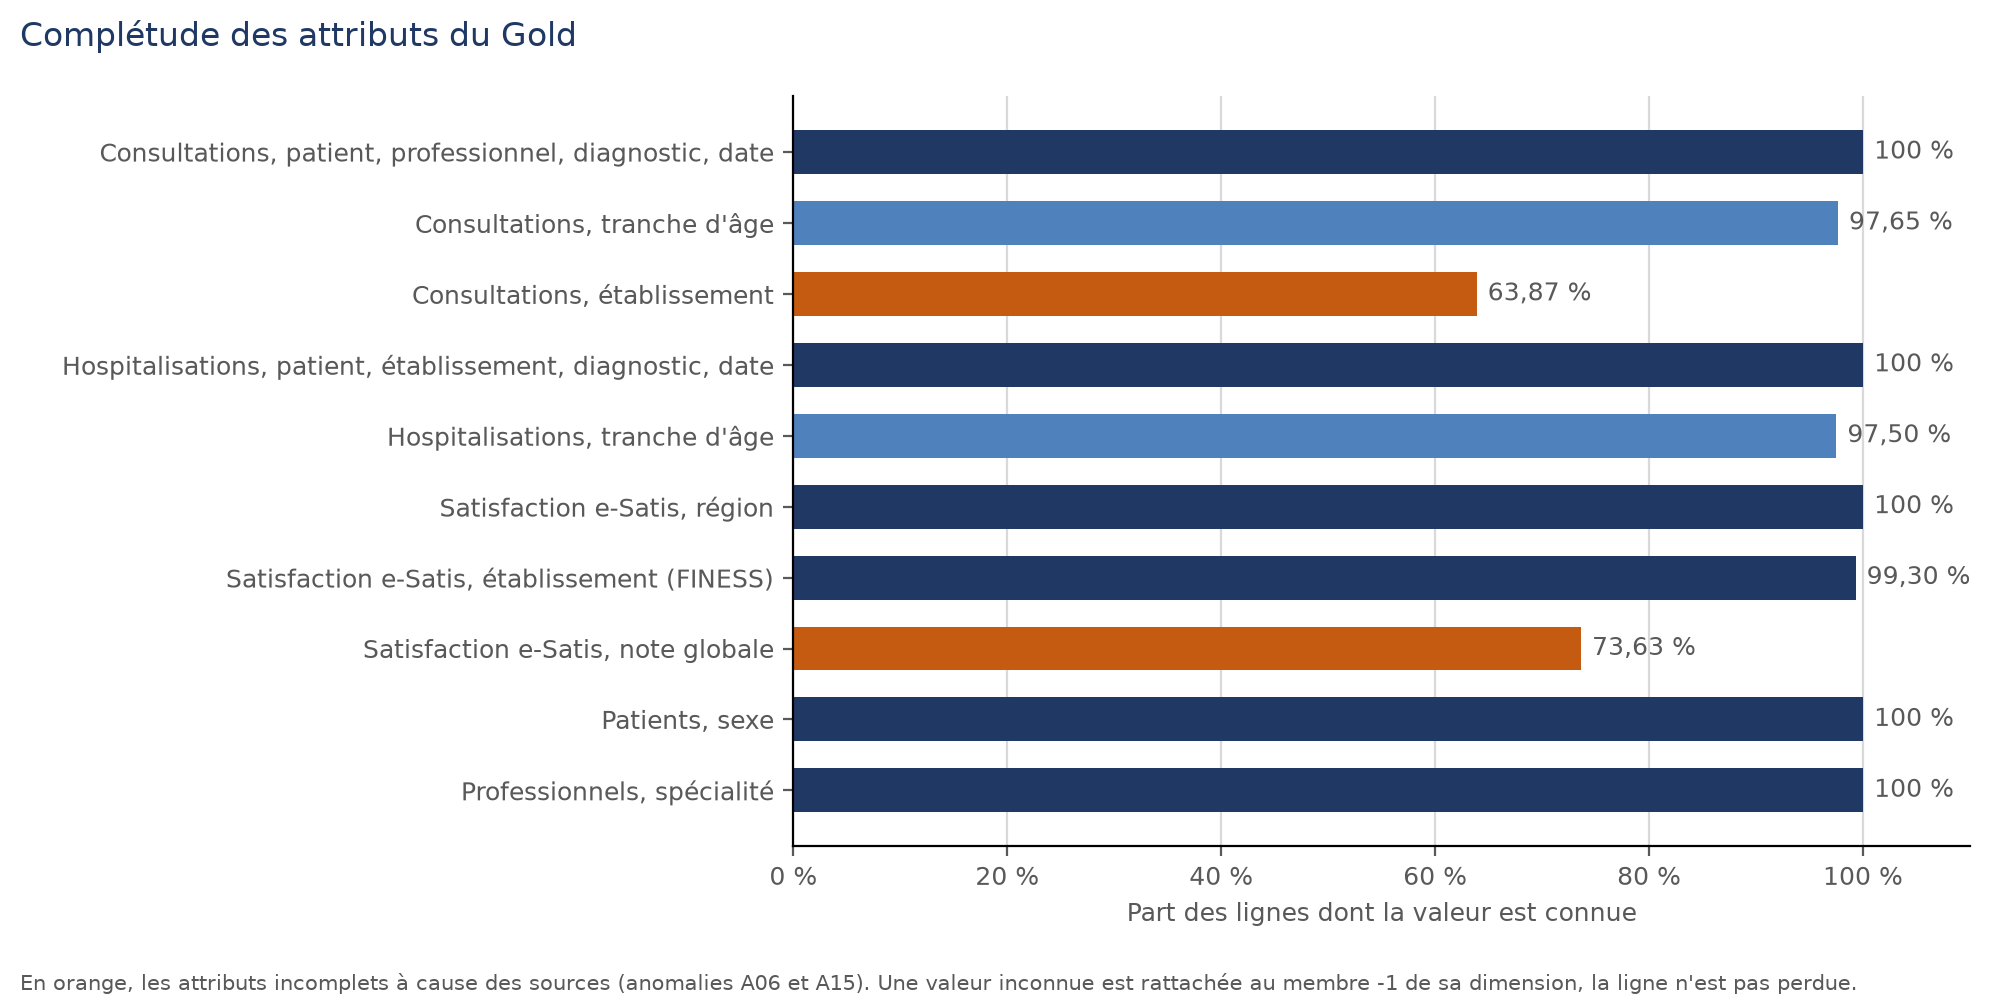 Complétude des attributs du Gold
Consultations, patient, professionnel, diagnostic, date 100 %
Consultations, tranche d'âge 97,65 %
Consultations, établissement 63,87 %
Hospitalisations, patient, établissement, diagnostic, date 100 %
Hospitalisations, tranche d'âge 97,50 %
Satisfaction e-Satis, région 100 %
Satisfaction e-Satis, établissement (FINESS) 99,30 %
Satisfaction e-Satis, note globale 73,63 %
Patients, sexe 100 %
Professionnels, spécialité 100 %
0 % 20 % 40 % 60 % 80 % 100 %
Part des lignes dont la valeur est connue
En orange, les attributs incomplets à cause des sources (anomalies A06 et A15). Une valeur inconnue est rattachée au membre -1 de sa dimension, la ligne n'est pas perdue.